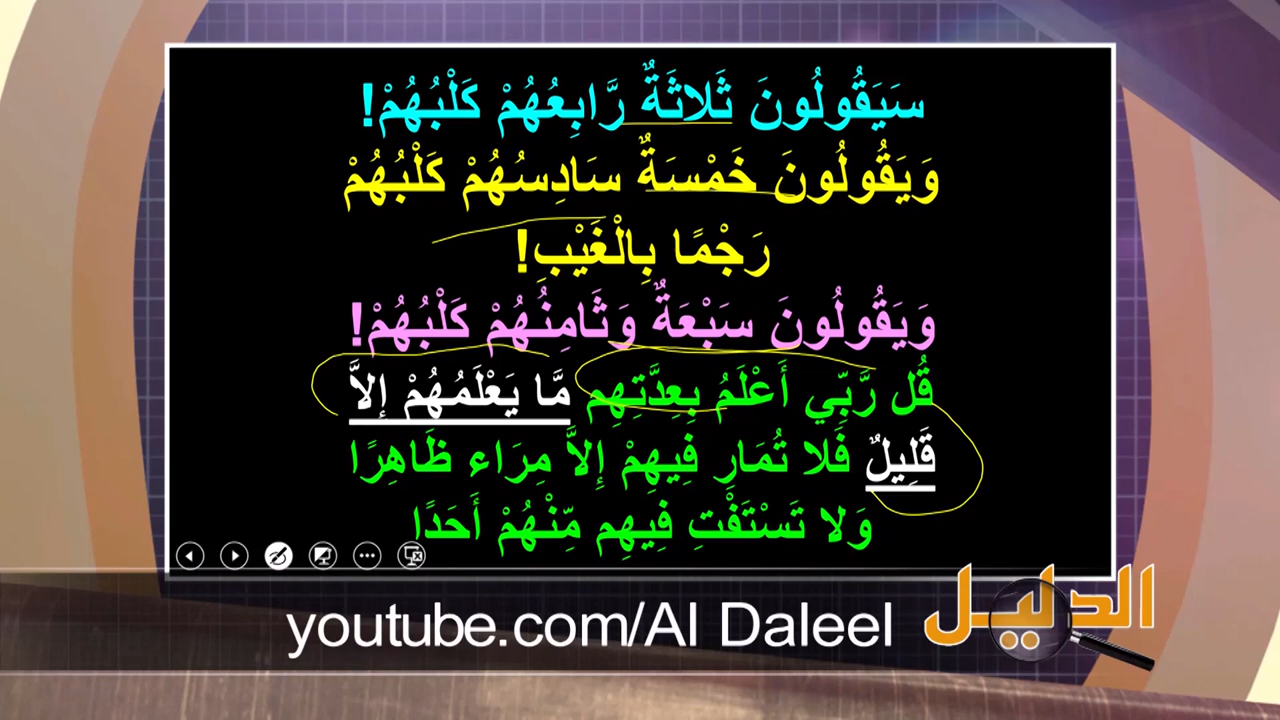 سَيَقُولُونَ ثَلاثَةٌ رَّابِعُهُمْ كَلْبُهُمْ!
وَيَقُولُونَ خَمْسَةٌ سَادِسُهُمْ كَلْبُهُمْ
رَجْمًا بِالْغَيْبِ!
وَيَقُولُونَ سَبْعَةٌ وَثَامِنُهُمْ كَلْبُهُمْ!
قُل رَّبِّي أَعْلَمُ بِعِدَّتِهِم مَّا يَعْلَمُهُمْ إِلاَّ
قَلِيلٌ فَلا تُمَارِ فِيهِمْ إِلاَّ مِرَاء ظَاهِرًا
وَلا تَسْتَفْتِ فِيهِم مِّنْهُمْ أَحَدًا
الدليل
youtube.com/Al Daleel